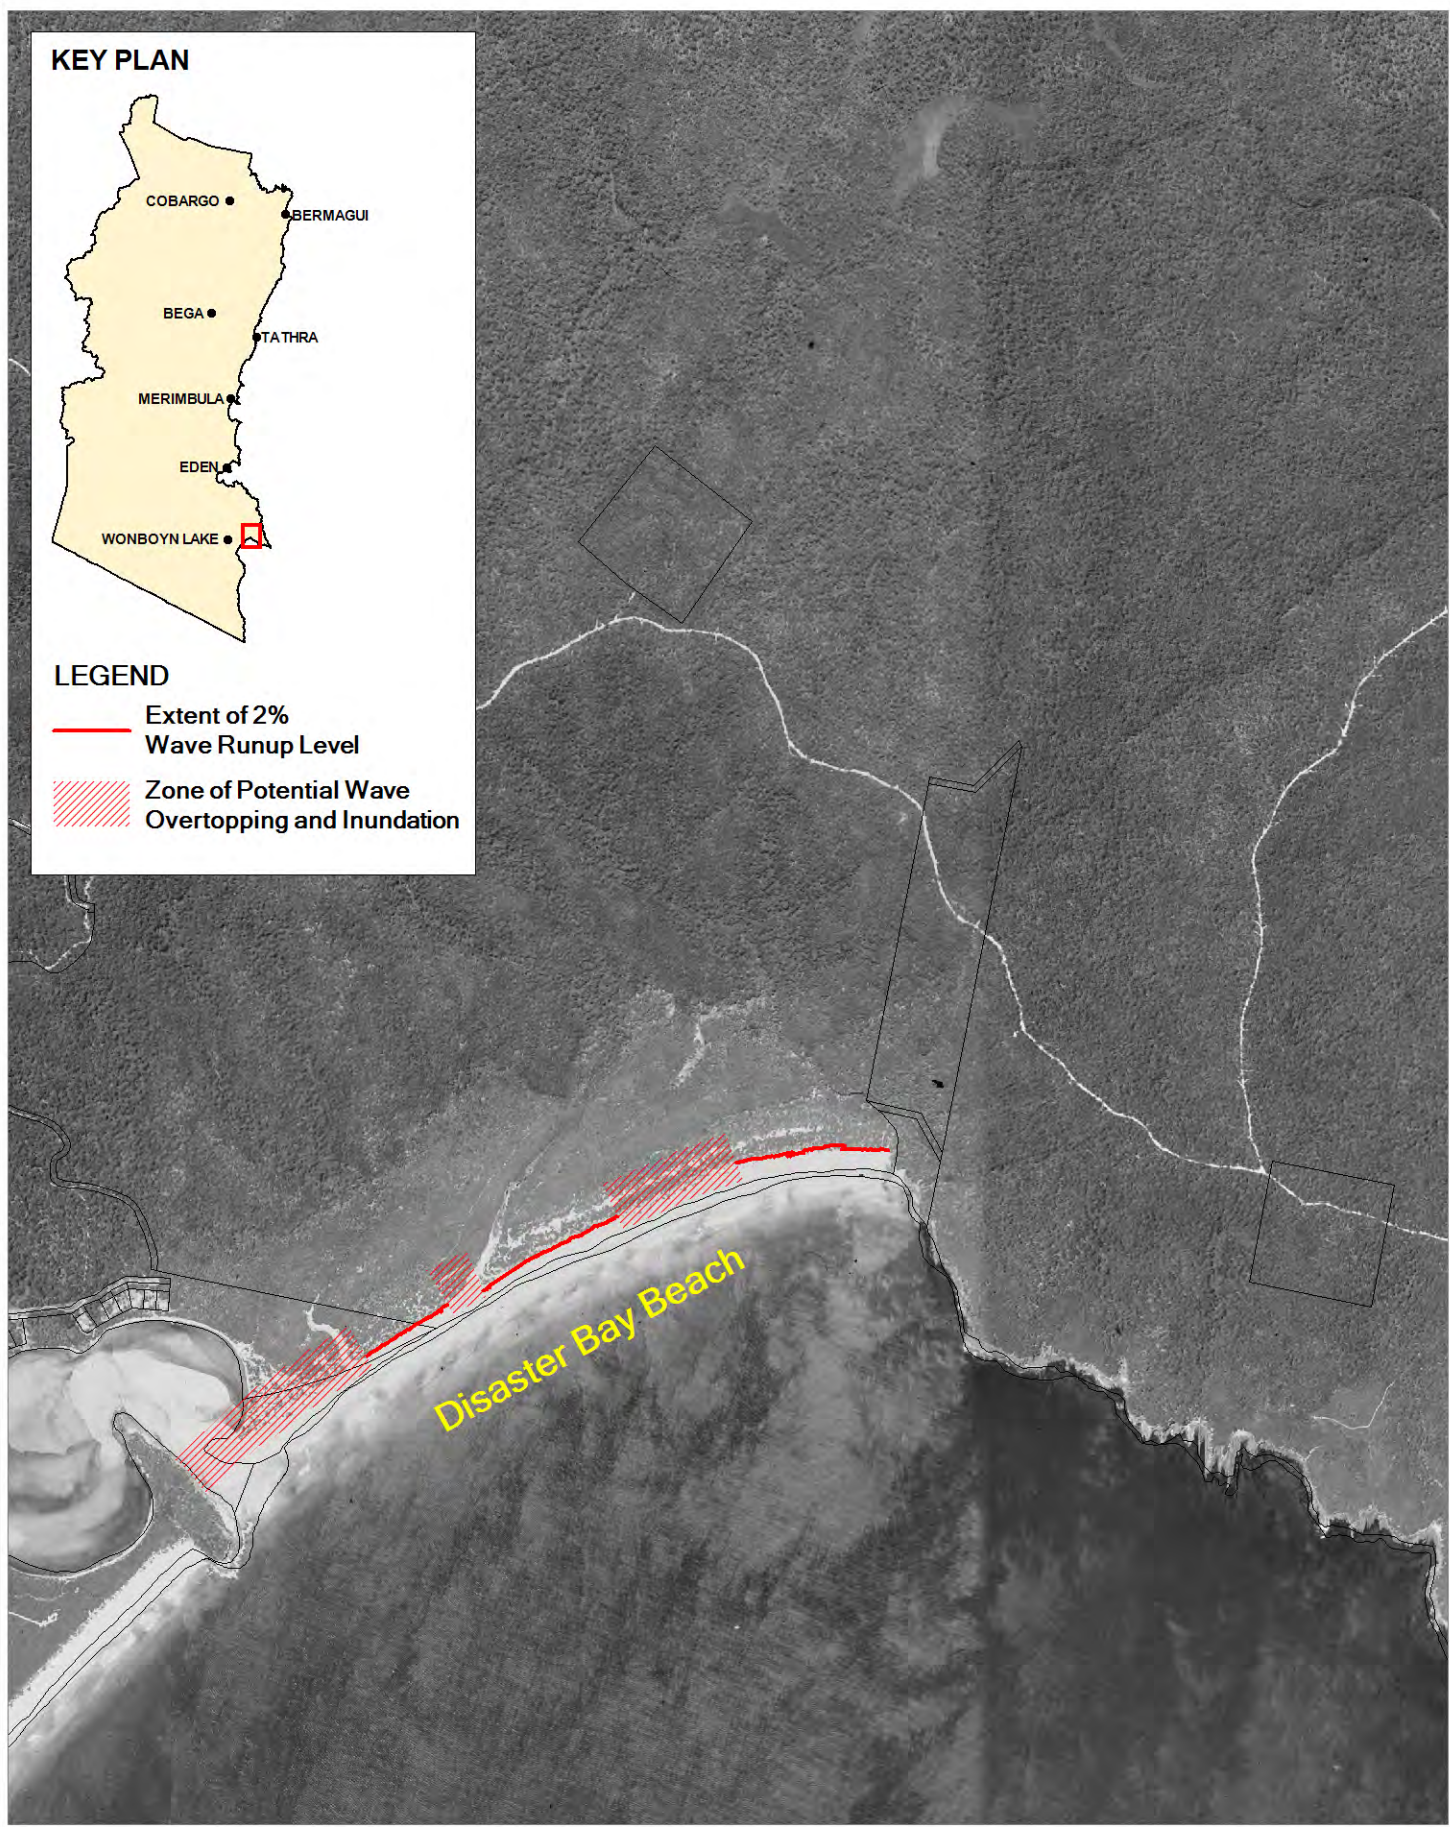 KEY PLAN
COBARGO
BERMAGUI
BEGA
TATHRA
MERIMBULA
EDEN
WONBOYN LAKE
LEGEND
Extent of 2%
Wave Runup Level
Zone of Potential Wave
Overtopping and Inundation
Disaster Bay Beach